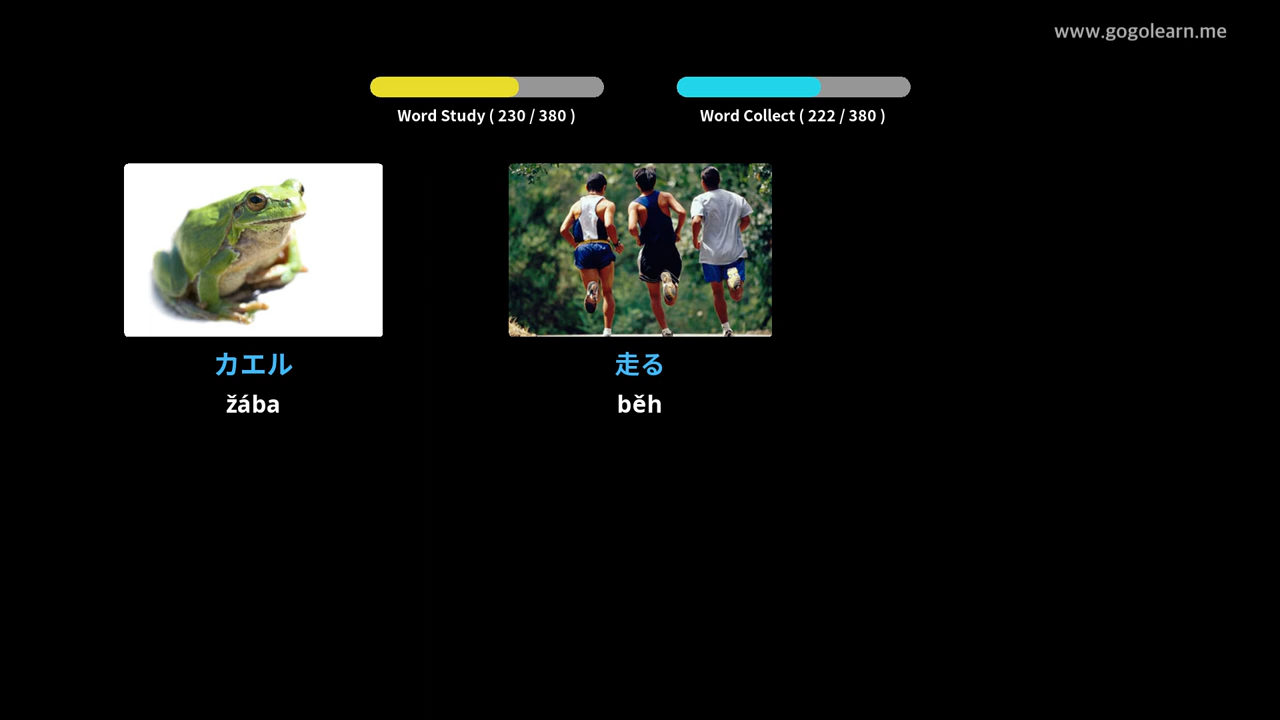 www.gogolearn.me
Word Study ( 230 / 380 )
Word Collect ( 222 / 380 )
カエル
žába
走る
běh